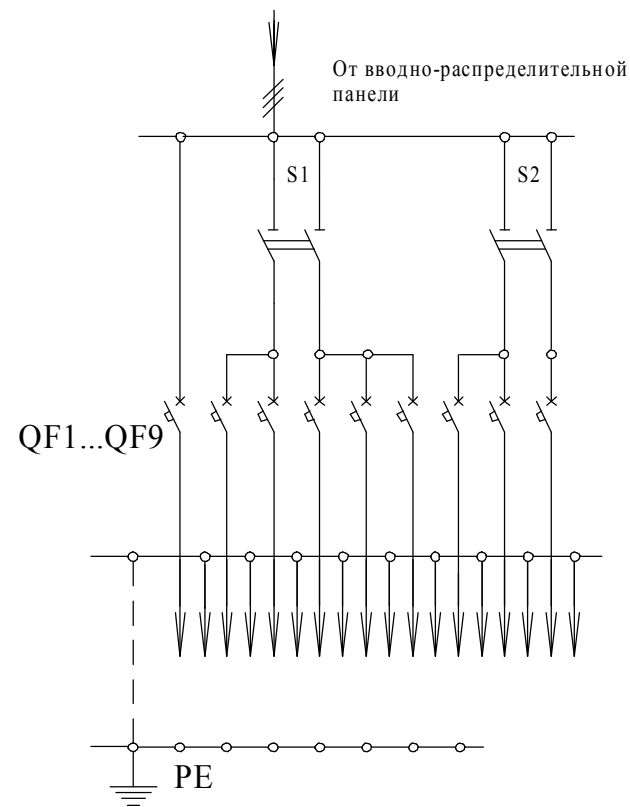 От вводно-распределительной
панели
S1
S2
QF1...QF9
PE